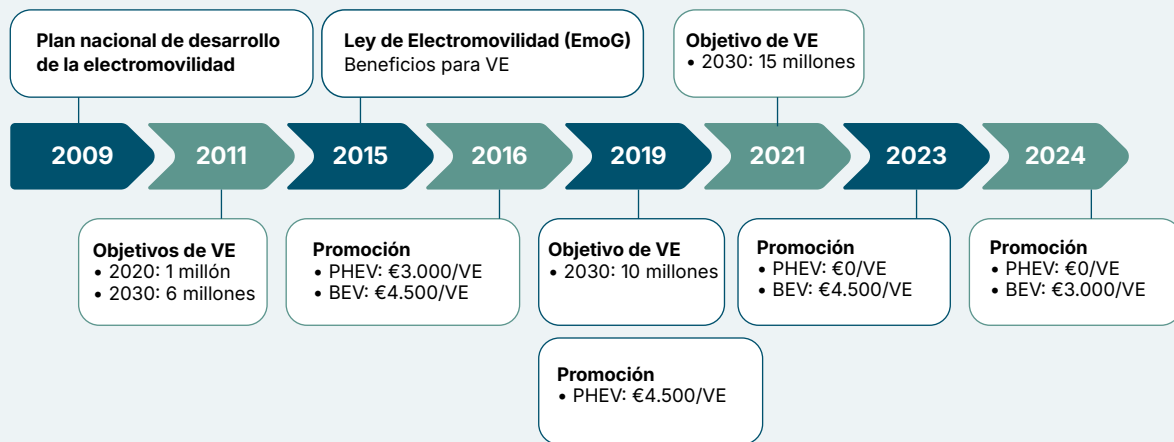 Plan nacional de desarrollo
de la electromovilidad
Ley de Electromovilidad (EmoG)
Beneficios para VE
Objetivo de VE
• 2030: 15 millones
2009
2011
2015
2016
2019
2021
2023
2024
Objetivos de VE
• 2020: 1 millón
• 2030: 6 millones
Promoción
• PHEV: €3.000/VE
• BEV: €4.500/VE
Objetivo de VE
• 2030: 10 millones
Promoción
• PHEV: €0/VE
• BEV: €4.500/VE
Promoción
• PHEV: €0/VE
• BEV: €3.000/VE
Promoción
• PHEV: €4.500/VE